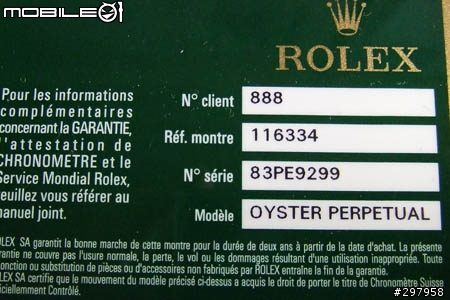 MOBILE01
ROLEX
Pour les informations
complémentaires
concernant la GARANTIE,
l'attestation de
CHRONOMETRE et le
Service Mondial Rolex,
veuillez vous référer au
manuel joint.
N° client 888
Réf. montre 116334
N° série 83PE9299
Modèle OYSTER PERPETUAL
ROLEX SA garantit la bonne marche de cette montre pour la durée de deux ans à partir de la date d'achat. La présente
garantie ne couvre pas l'usure normale, la perte, le vol ou les dommages résultant d'une utilisation inappropriée. Toute
modification ou substitution de pièces ou d'accessoires non fabriqués par ROLEX entraîne la fin de la garantie.
ROLEX SA certifie que le mouvement du modèle précisé ci-dessus a acquis le droit de porter le titre de Chronomètre Suisse
Officiellement Contrôlé.
#297958